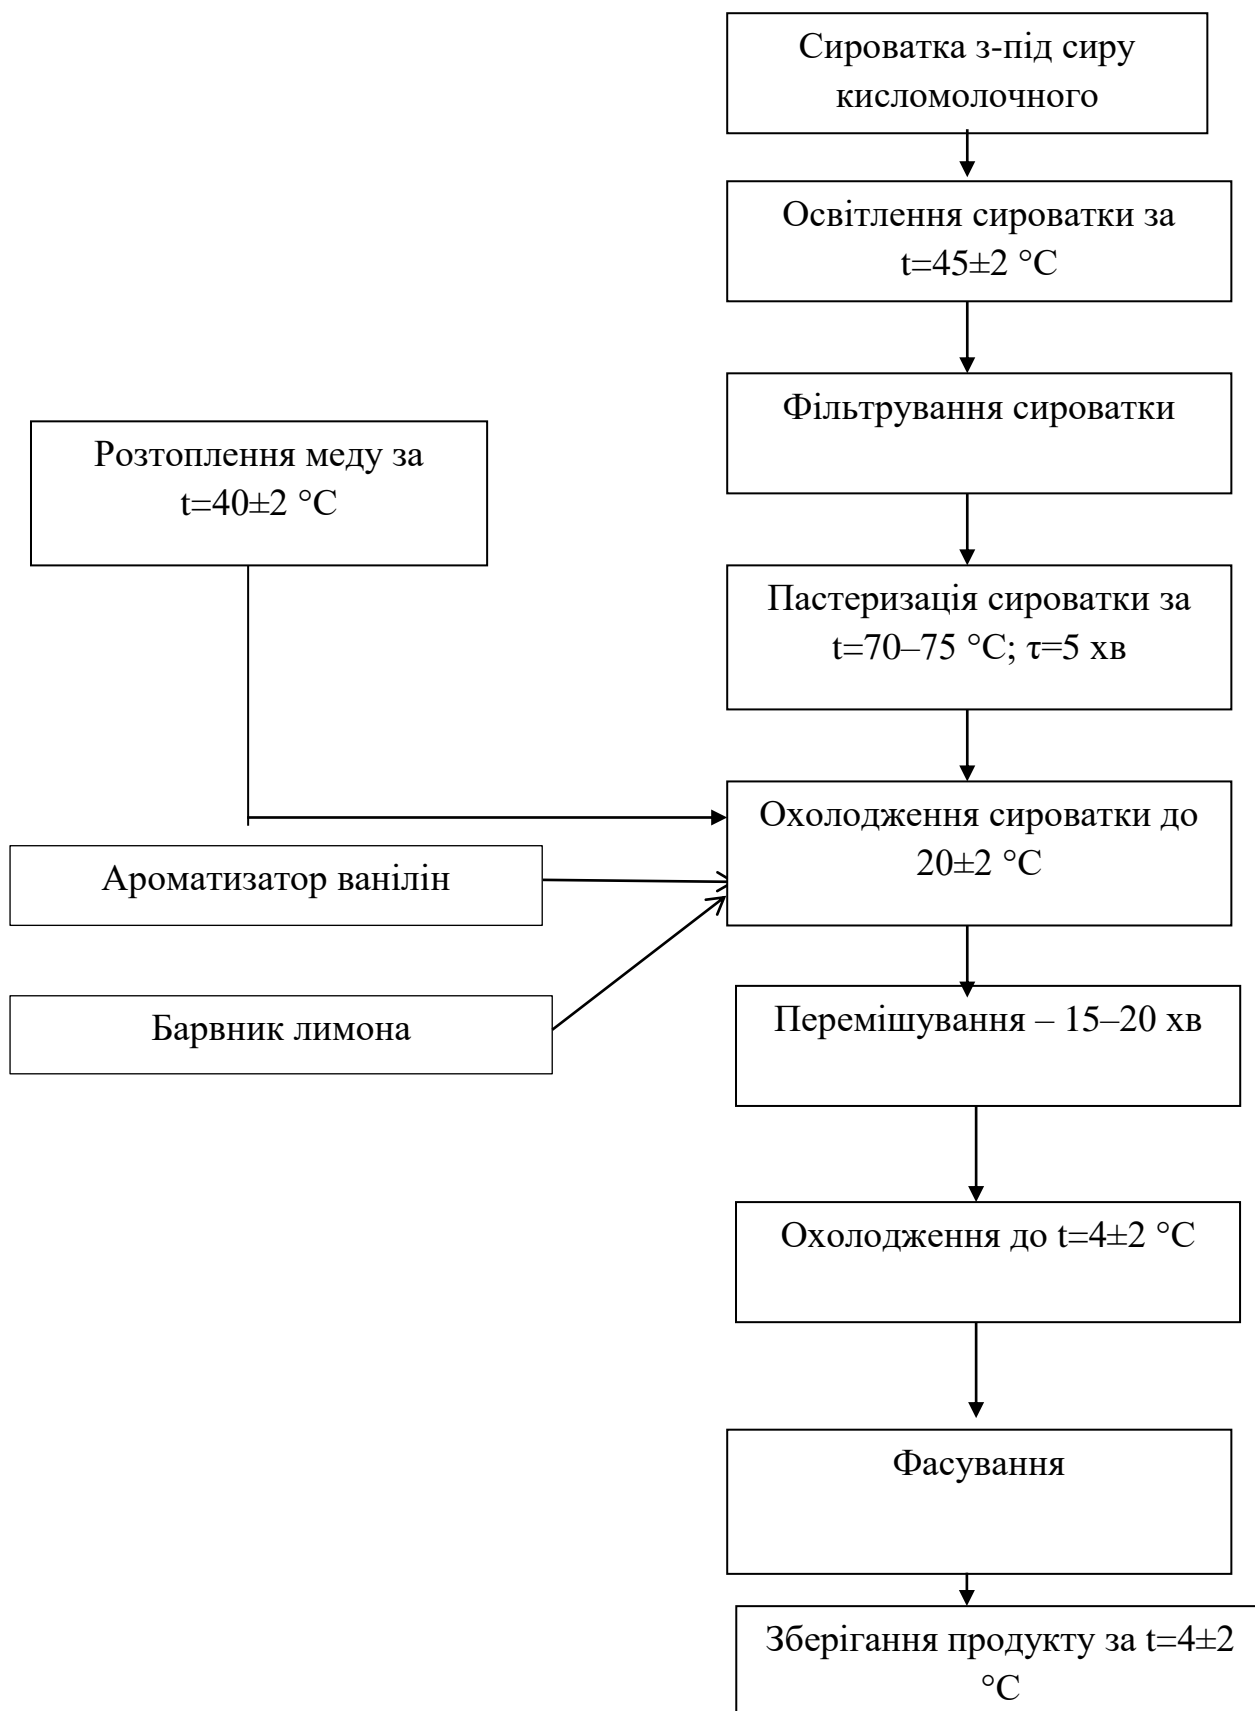 Сироватка з-під сиру
кисломолочного
Освітлення сироватки за
t=45±2 °С
Фільтрування сироватки
Розтоплення меду за
t=40±2 °С
Пастеризація сироватки за
t=70–75 °С; τ=5 хв
Охолодження сироватки до
20±2 °С
Ароматизатор ванілін
Барвник лимона
Перемішування – 15–20 хв
Охолодження до t=4±2 °С
Фасування
Зберігання продукту за t=4±2
°С